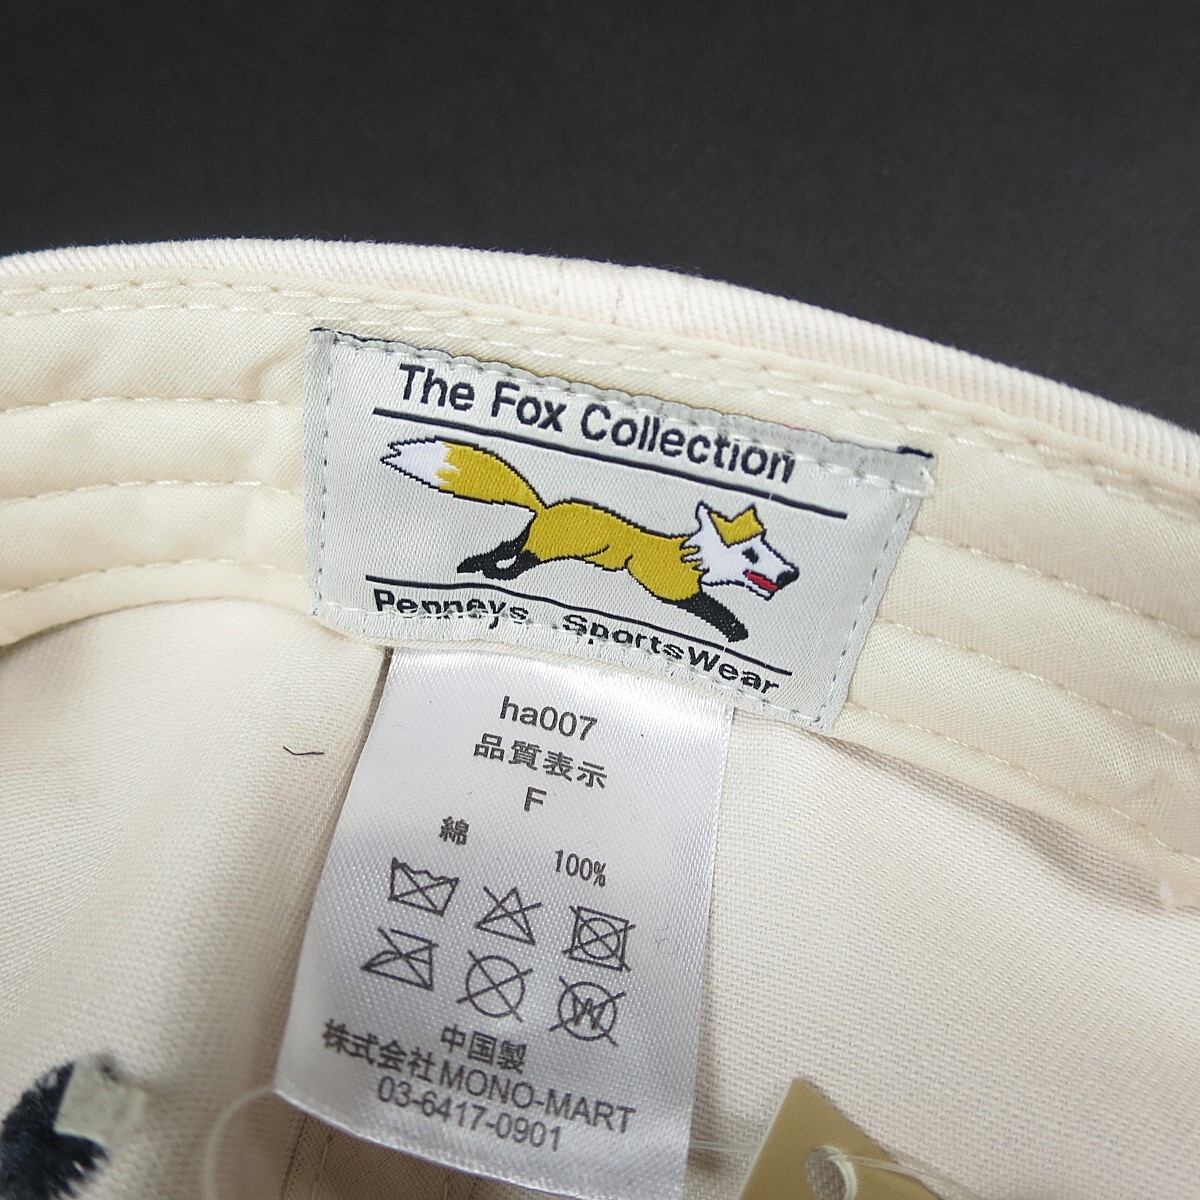 The Fox Collection
Penneys SportsWear
ha007
品質表示
F
綿 100%
中国製
株式会社MONO-MART
03-6417-0901